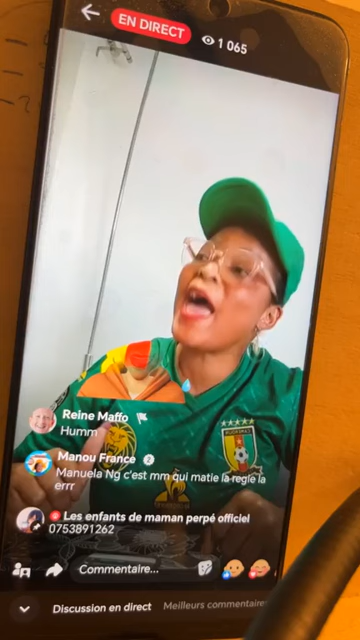 EN DIRECT
1 065
Reine Maffo
Humm
Manou France
Manuela Ng c'est mm qui matie la regle la
errr
Les enfants de maman perpé officiel
0753891262
Commentaire...
Discussion en direct
Meilleurs commentaire